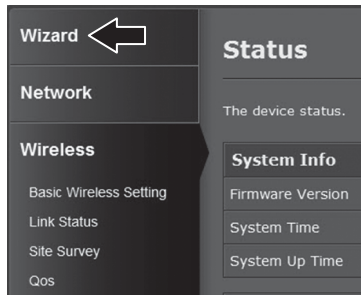 Wizard
Network
Wireless
Basic Wireless Setting
Link Status
Site Survey
Qos
Status
The device status.
System Info
Firmware Version
System Time
System Up Time